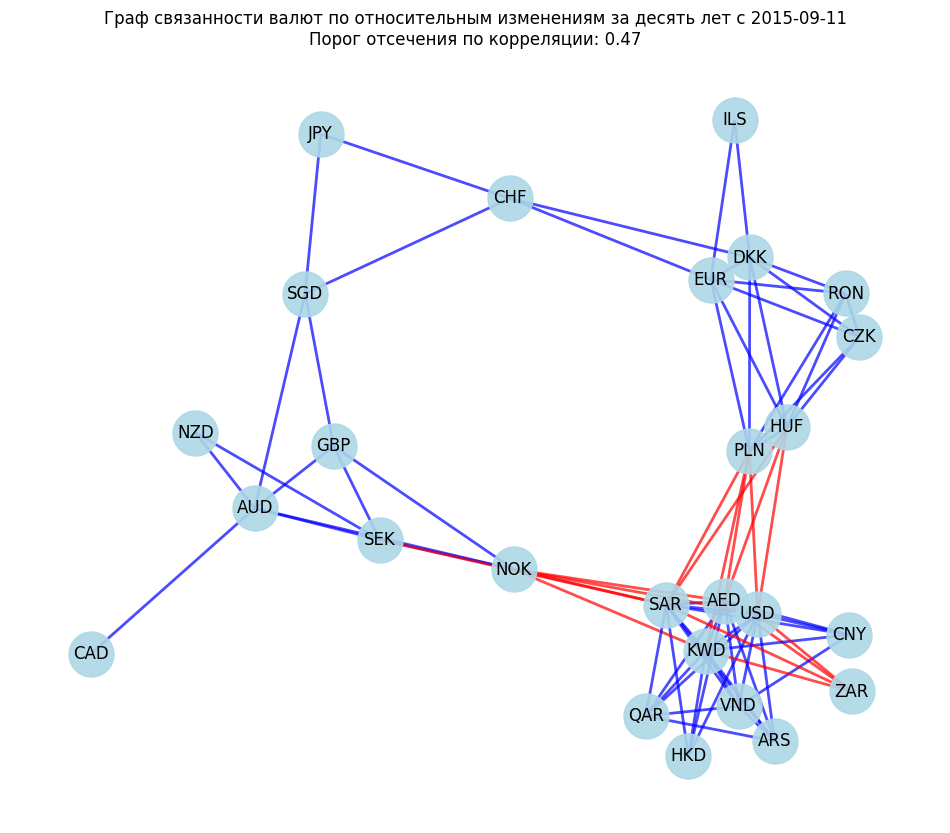 Граф связанности валют по относительным изменениям за десять лет с 2015-09-11
Порог отсечения по корреляции: 0.47
ILS
JPY
CHF
DKK
EUR
SGD
RON
CZK
HUF
NZD
GBP
PLN
AUD
SEK
NOK
AED
SAR
USD
CNY
KWD
CAD
ZAR
VND
QAR
ARS
HKD